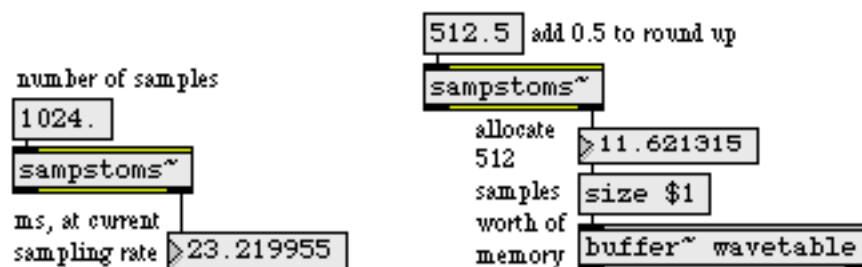 number of samples
1024.
sampstoms~
ms, at current
sampling rate
23.219955
512.5
add 0.5 to round up
sampstoms~
allocate
512
samples
worth of
memory
11.621315
size $1
buffer~ wavetable